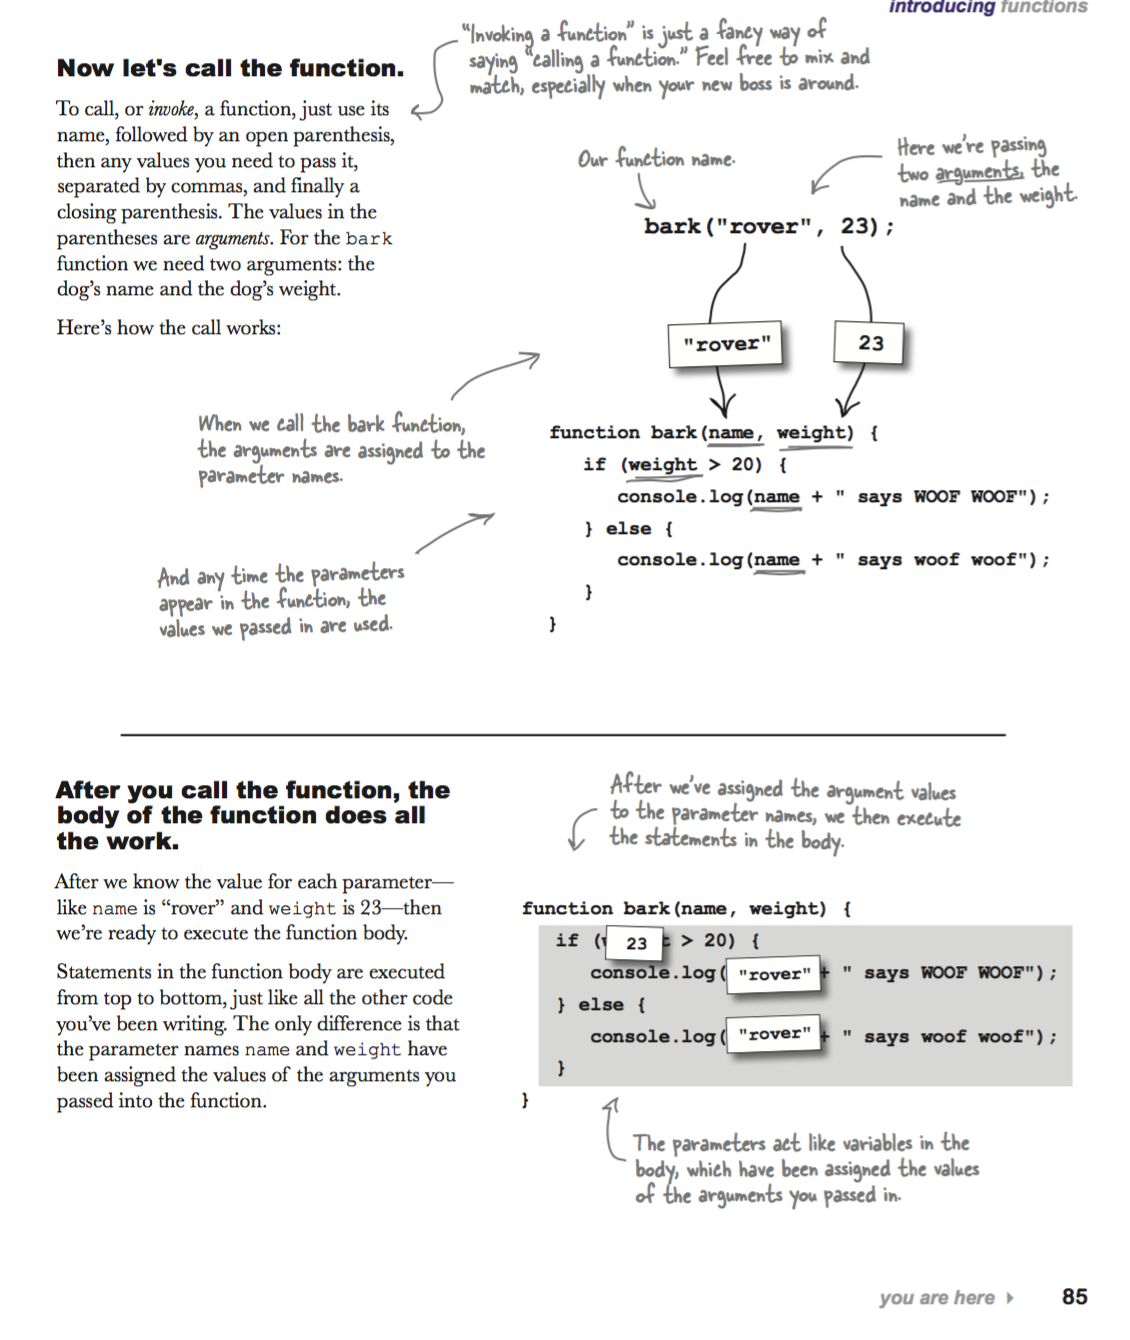 introducing functions
"Invoking a function" is just a fancy way of
saying "calling a function." Feel free to mix and
match, especially when your new boss is around.
Now let's call the function.
To call, or invoke, a function, just use its
name, followed by an open parenthesis,
then any values you need to pass it,
separated by commas, and finally a
closing parenthesis. The values in the
parentheses are arguments. For the bark
function we need two arguments: the
dog's name and the dog's weight.
Here's how the call works:
Our function name.
Here we're passing
two arguments, the
name and the weight.
bark("rover", 23);
"rover"
23
When we call the bark function,
the arguments are assigned to the
parameter names.
And any time the parameters
appear in the function, the
values we passed in are used.
function bark(name, weight) {
if (weight > 20) {
console.log(name + " says WOOF WOOF");
} else {
console.log(name + " says woof woof");
}
}
After you call the function, the
body of the function does all
the work.
After we know the value for each parameter—
like name is “rover” and weight is 23—then
we're ready to execute the function body.
Statements in the function body are executed
from top to bottom, just like all the other code
you've been writing. The only difference is that
the parameter names name and weight have
been assigned the values of the arguments you
passed into the function.
After we've assigned the argument values
to the parameter names, we then execute
the statements in the body.
function bark(name, weight) {
if ( 23 > 20) {
console.log( "rover" + " says WOOF WOOF");
} else {
console.log( "rover" + " says woof woof");
}
}
The parameters act like variables in the
body, which have been assigned the values
of the arguments you passed in.
you are here 85